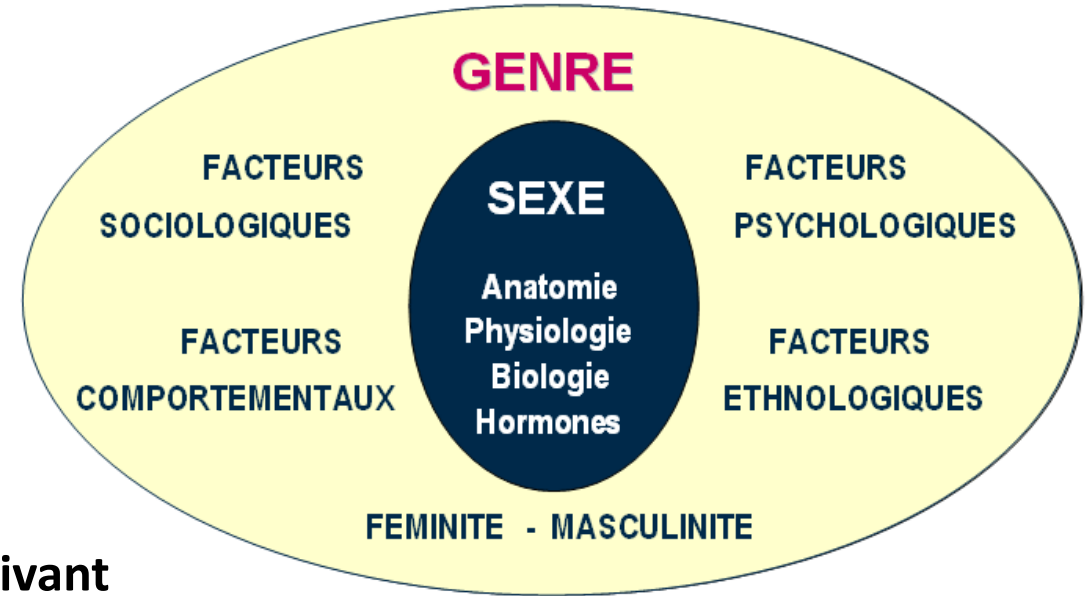 GENRE
FACTEURS
SOCIOLOGIQUES
FACTEURS
PSYCHOLOGIQUES
SEXE
Anatomie
Physiologie
Biologie
Hormones
FACTEURS
COMPORTEMENTAUX
FACTEURS
ETHNOLOGIQUES
FEMINITE - MASCULINITE
ivant